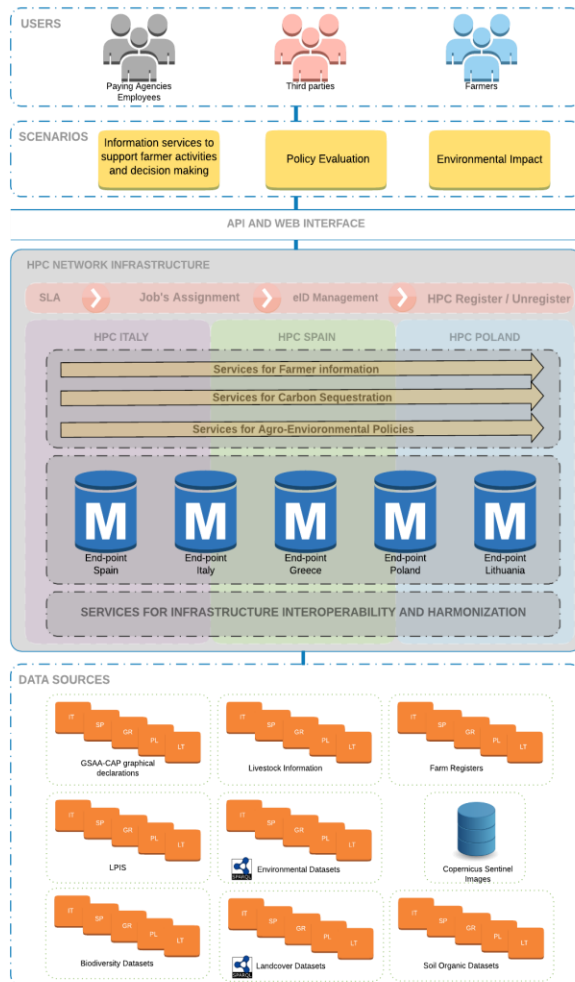 USERS
Paying Agencies
Employees
Third parties
Farmers
SCENARIOS
Information services to
support farmer activities
and decision making
Policy Evaluation
Environmental Impact
API AND WEB INTERFACE
HPC NETWORK INFRASTRUCTURE
SLA
Job's Assignment
eID Management
HPC Register / Unregister
HPC ITALY
HPC SPAIN
HPC POLAND
Services for Farmer information
Services for Carbon Sequestration
Services for Agro-Envioronmental Policies
M
M
M
M
M
End-point
Spain
End-point
Italy
End-point
Greece
End-point
Poland
End-point
Lithuania
SERVICES FOR INFRASTRUCTURE INTEROPERABILITY AND HARMONIZATION
DATA SOURCES
IT
SP
GR
PL
LT
GSAA-CAP graphical
declarations
IT
SP
GR
PL
LT
Livestock Information
IT
SP
GR
PL
LT
Farm Registers
IT
SP
GR
PL
LT
LPIS
IT
SP
GR
PL
LT
SPARQL
Environmental Datasets
Copernicus Sentinel
Images
IT
SP
GR
PL
LT
Biodiversity Datasets
IT
SP
GR
PL
LT
SPARQL
Landcover Datasets
IT
SP
GR
PL
LT
Soil Organic Datasets